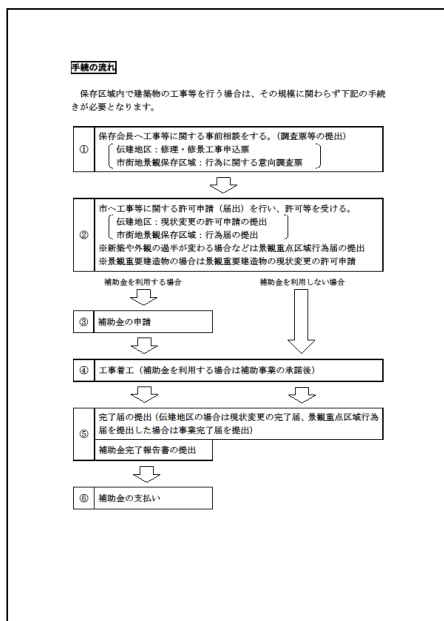 手続の流れ
保存区域内で建築物の工事等を行う場合は、その規模に関わらず下記の手続
きが必要となります。
① 保存会長へ工事等に関する事前相談をする。（調査票等の提出）
伝建地区：修理・修景工事申込票
市街地景観保存区域：行為に関する意向調査票
② 市へ工事等に関する許可申請（届出）を行い、許可等を受ける。
伝建地区：現状変更の許可申請の提出
市街地景観保存区域：行為届の提出
※新築や外観の過半が変わる場合などは景観重点区域行為届の提出
※景観重要建造物の場合は景観重要建造物の現状変更の許可申請
補助金を利用する場合
補助金を利用しない場合
③ 補助金の申請
④ 工事着工（補助金を利用する場合は補助事業の承諾後）
⑤ 完了届の提出（伝建地区の場合は現状変更の完了届、景観重点区域行為
届を提出した場合は事業完了届を提出）
補助金完了報告書の提出
⑥ 補助金の支払い